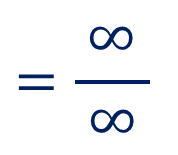 = ∞/∞